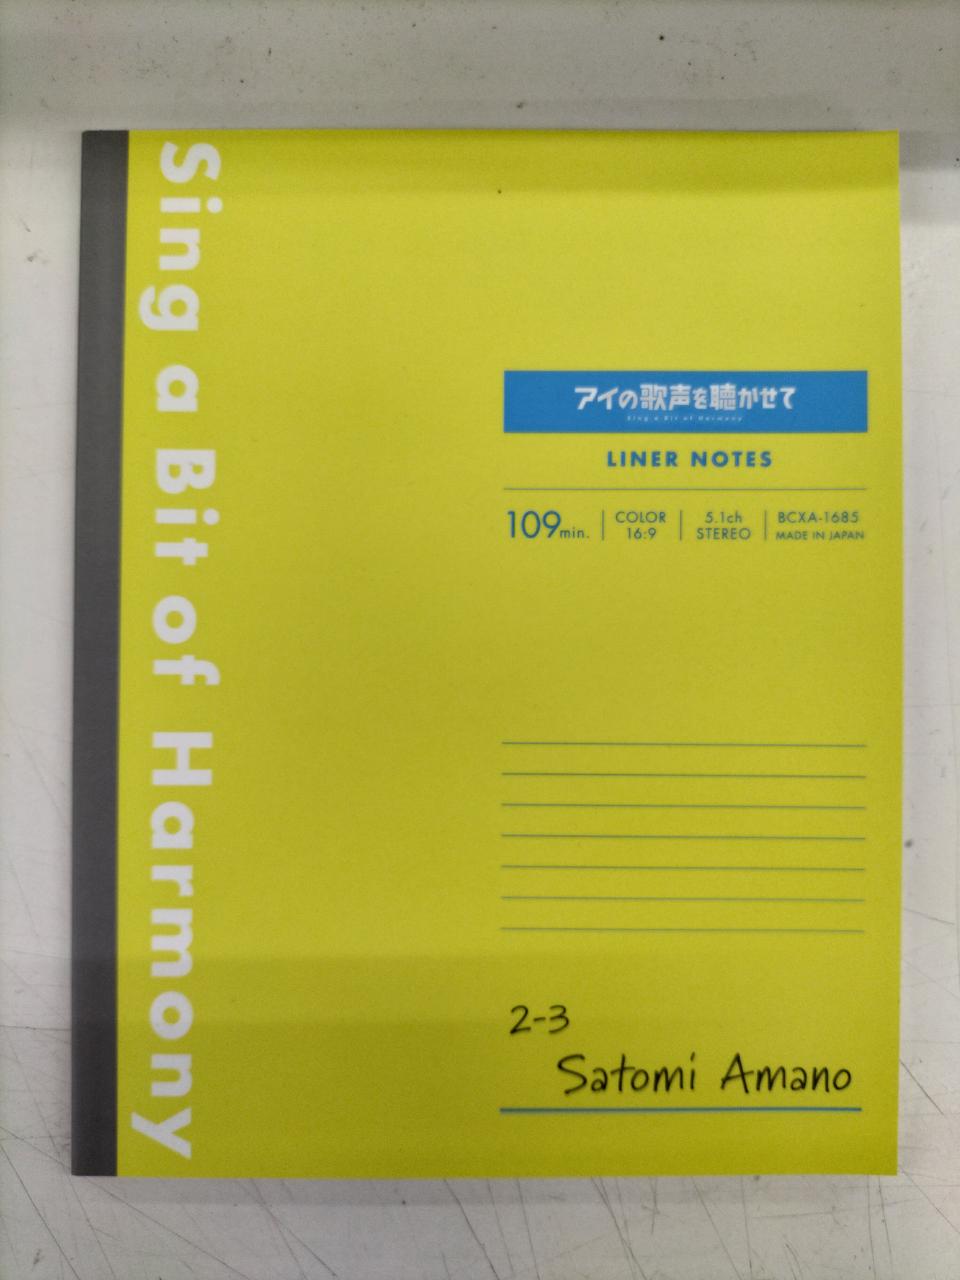 Sing a Bit of Harmony
アイの歌声を聴かせて
Sing a Bit of Harmony
LINER NOTES
109min.
COLOR
16:9
5.1ch
STEREO
BCXA-1685
MADE IN JAPAN
2-3
Satomi Amano